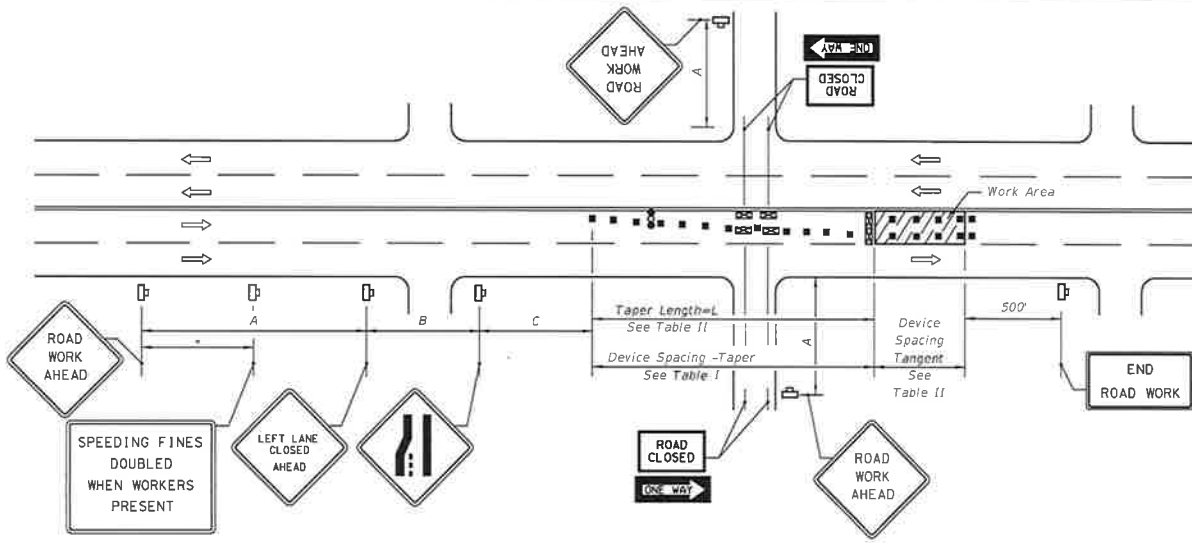 ROAD
WORK
AHEAD
A
ONE WAY
ROAD
CLOSED
Work Area
A
B
C
Taper Length=L
See Table II
Device Spacing -Taper
See Table I
A
Device
Spacing
Tangent
See
Table II
500'
ROAD
WORK
AHEAD
*
SPEEDING FINES
DOUBLED
WHEN WORKERS
PRESENT
LEFT LANE
CLOSED
AHEAD
ROAD
CLOSED
ONE WAY
ROAD
WORK
AHEAD
END
ROAD WORK